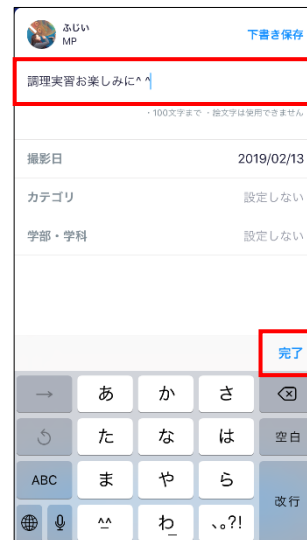 ふじい
MP
下書き保存
調理実習お楽しみに^ ^
・100文字まで ・絵文字は使用できません
撮影日
2019/02/13
カテゴリ
設定しない
学部・学科
設定しない
完了
→ あ か さ
た な は 空白
ABC ま や ら
改行
^^ わ_ 、。?!